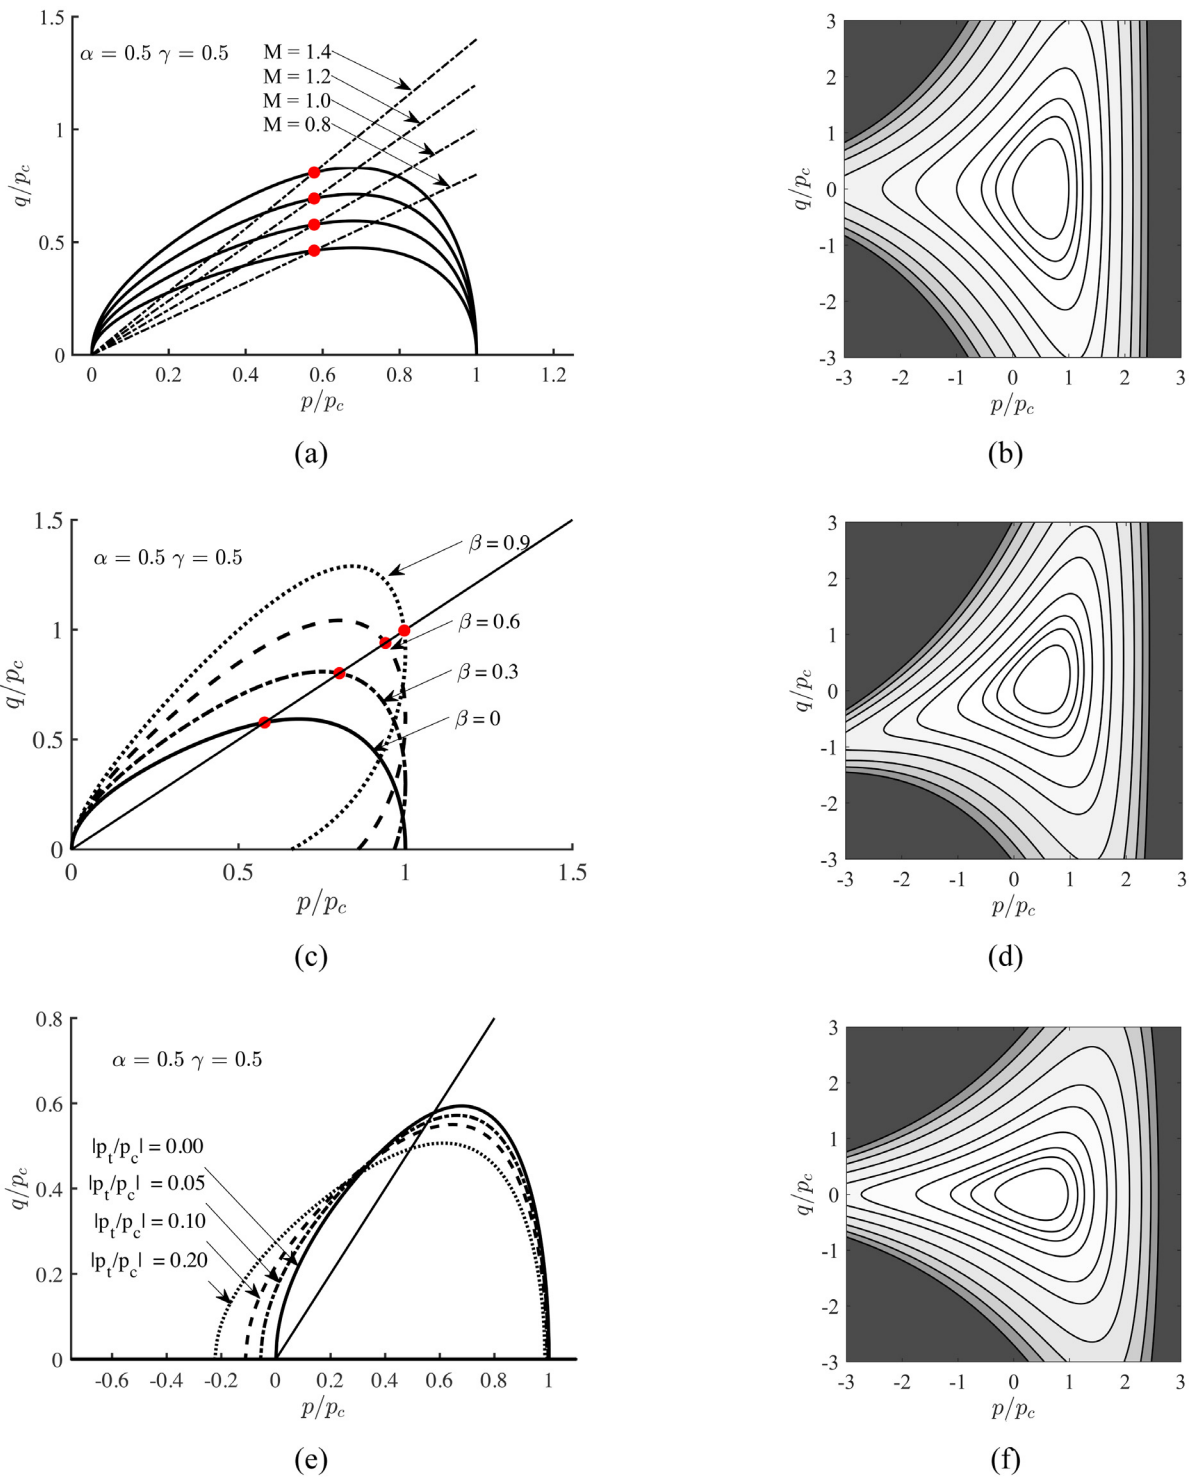 α = 0.5 γ = 0.5
M = 1.4
M = 1.2
M = 1.0
M = 0.8
1.5
1
0.5
0
q/p_c
0 0.2 0.4 0.6 0.8 1 1.2
p/p_c
(a)
3
2
1
0
-1
-2
-3
q/p_c
-3 -2 -1 0 1 2 3
p/p_c
(b)
α = 0.5 γ = 0.5
β = 0.9
β = 0.6
β = 0.3
β = 0
1.5
1
0.5
0
q/p_c
0 0.5 1 1.5
p/p_c
(c)
3
2
1
0
-1
-2
-3
q/p_c
-3 -2 -1 0 1 2 3
p/p_c
(d)
α = 0.5 γ = 0.5
|p_t/p_c| = 0.00
|p_t/p_c| = 0.05
|p_t/p_c| = 0.10
|p_t/p_c| = 0.20
0.8
0.6
0.4
0.2
0
q/p_c
-0.6 -0.4 -0.2 0 0.2 0.4 0.6 0.8 1
p/p_c
(e)
3
2
1
0
-1
-2
-3
q/p_c
-3 -2 -1 0 1 2 3
p/p_c
(f)